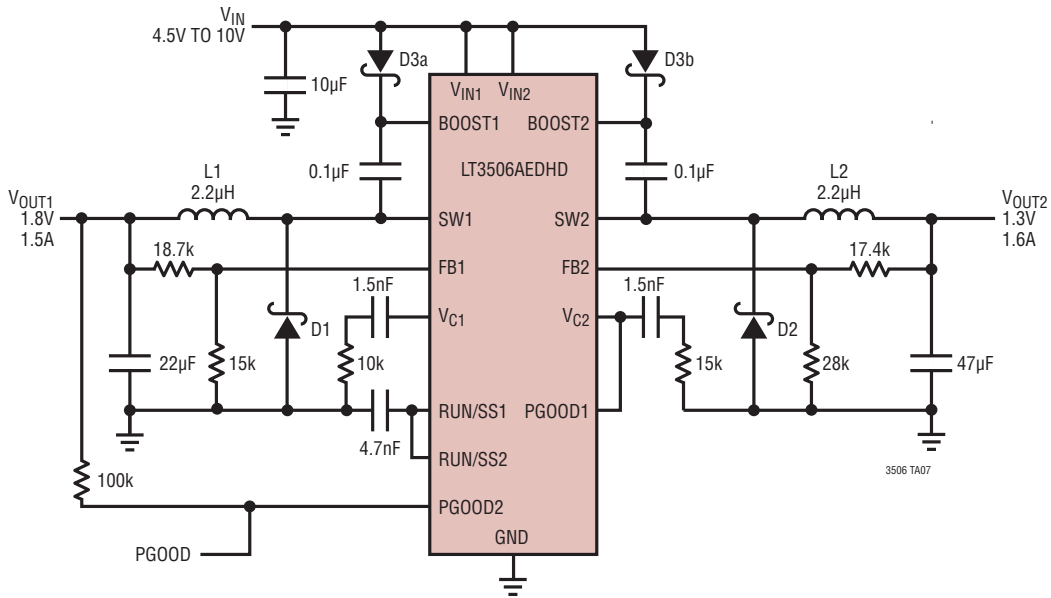 VIN
4.5V TO 10V
D3a
D3b
10µF
VIN1 VIN2
BOOST1
BOOST2
LT3506AEDHD
0.1µF
0.1µF
L1
2.2µH
L2
2.2µH
VOUT1
1.8V
1.5A
SW1
SW2
VOUT2
1.3V
1.6A
18.7k
FB1
FB2
17.4k
1.5nF
1.5nF
VC1
VC2
D1
D2
22µF
15k
10k
15k
28k
47µF
RUN/SS1
PGOOD1
4.7nF
RUN/SS2
3506 TA07
100k
PGOOD2
GND
PGOOD